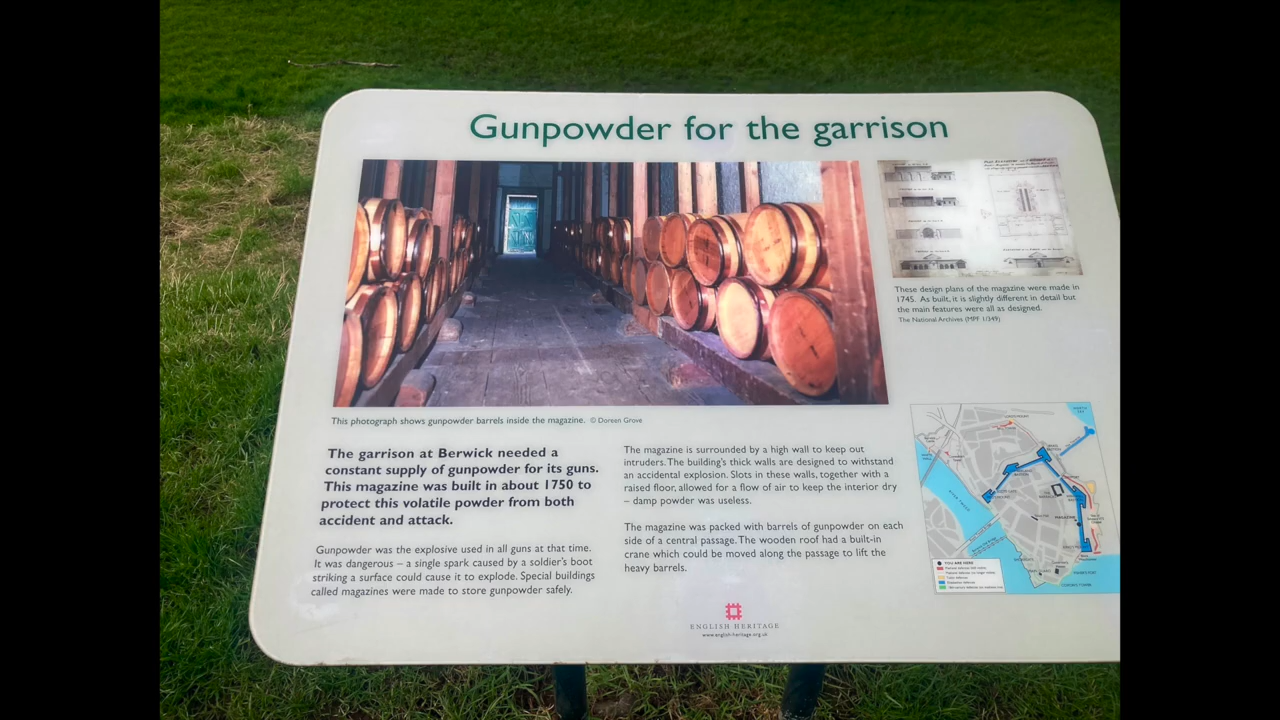 Gunpowder for the garrison
This photograph shows gunpowder barrels inside the magazine. © Doreen Grove
The garrison at Berwick needed a
constant supply of gunpowder for its guns.
This magazine was built in about 1750 to
protect this volatile powder from both
accident and attack.
Gunpowder was the explosive used in all guns at that time.
It was dangerous – a single spark caused by a soldier's boot
striking a surface could cause it to explode. Special buildings
called magazines were made to store gunpowder safely.
The magazine is surrounded by a high wall to keep out
intruders. The building's thick walls are designed to withstand
an accidental explosion. Slots in these walls, together with a
raised floor, allowed for a flow of air to keep the interior dry
– damp powder was useless.
The magazine was packed with barrels of gunpowder on each
side of a central passage. The wooden roof had a built-in
crane which could be moved along the passage to lift the
heavy barrels.
These design plans of the magazine were made in
1745. As built, it is slightly different in detail but
the main features were all as designed.
The National Archives (MPF 1/349)
MAGAZINE
YOU ARE HERE
ENGLISH HERITAGE
www.english-heritage.org.uk